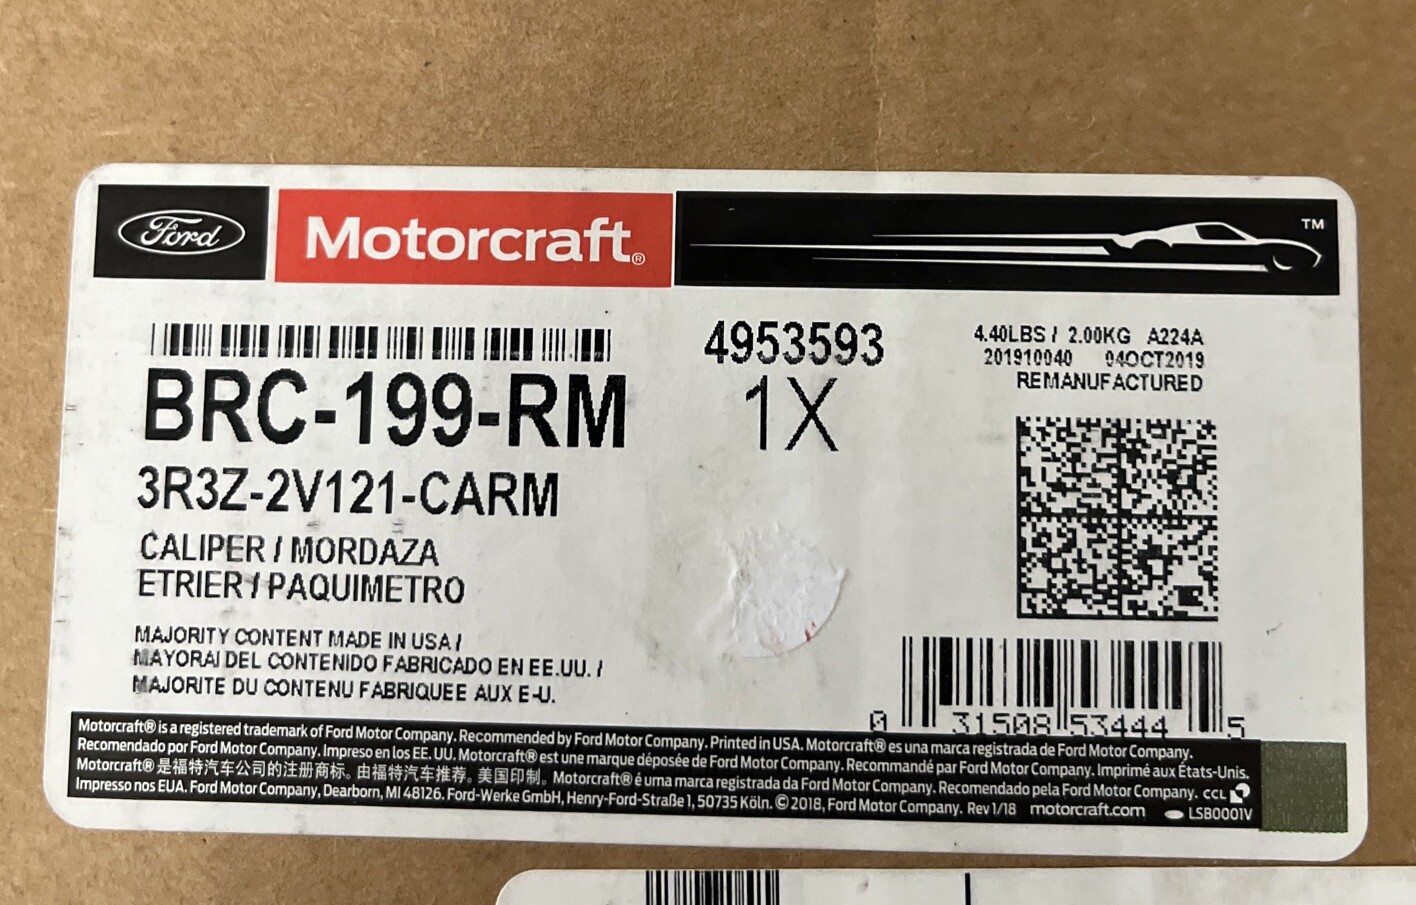 Ford
Motorcraft®
TM
BRC-199-RM
3R3Z-2V121-CARM
CALIPER / MORDAZA
ETRIER / PAQUIMETRO
MAJORITY CONTENT MADE IN USA /
MAYORAI DEL CONTENIDO FABRICADO EN EE.UU. /
MAJORITE DU CONTENU FABRIQUEE AUX E-U.
4953593
1X
4.40LBS / 2.00KG A224A
201910040 04OCT2019
REMANUFACTURED
0 31508 53444 5
Motorcraft® is a registered trademark of Ford Motor Company. Recommended by Ford Motor Company. Printed in USA. Motorcraft® es una marca registrada de Ford Motor Company.
Recomendado por Ford Motor Company. Impreso en los EE. UU. Motorcraft® est une marque déposée de Ford Motor Company. Recommandé par Ford Motor Company. Imprimé aux États-Unis.
Motorcraft® 是福特汽车公司的注册商标。由福特汽车推荐。美国印制。Motorcraft® é uma marca registrada da Ford Motor Company. Recomendado pela Ford Motor Company. CCL
Impresso nos EUA. Ford Motor Company, Dearborn, MI 48126. Ford-Werke GmbH, Henry-Ford-Straße 1, 50735 Köln. © 2018, Ford Motor Company. Rev 1/18 motorcraft.com LSB0001V